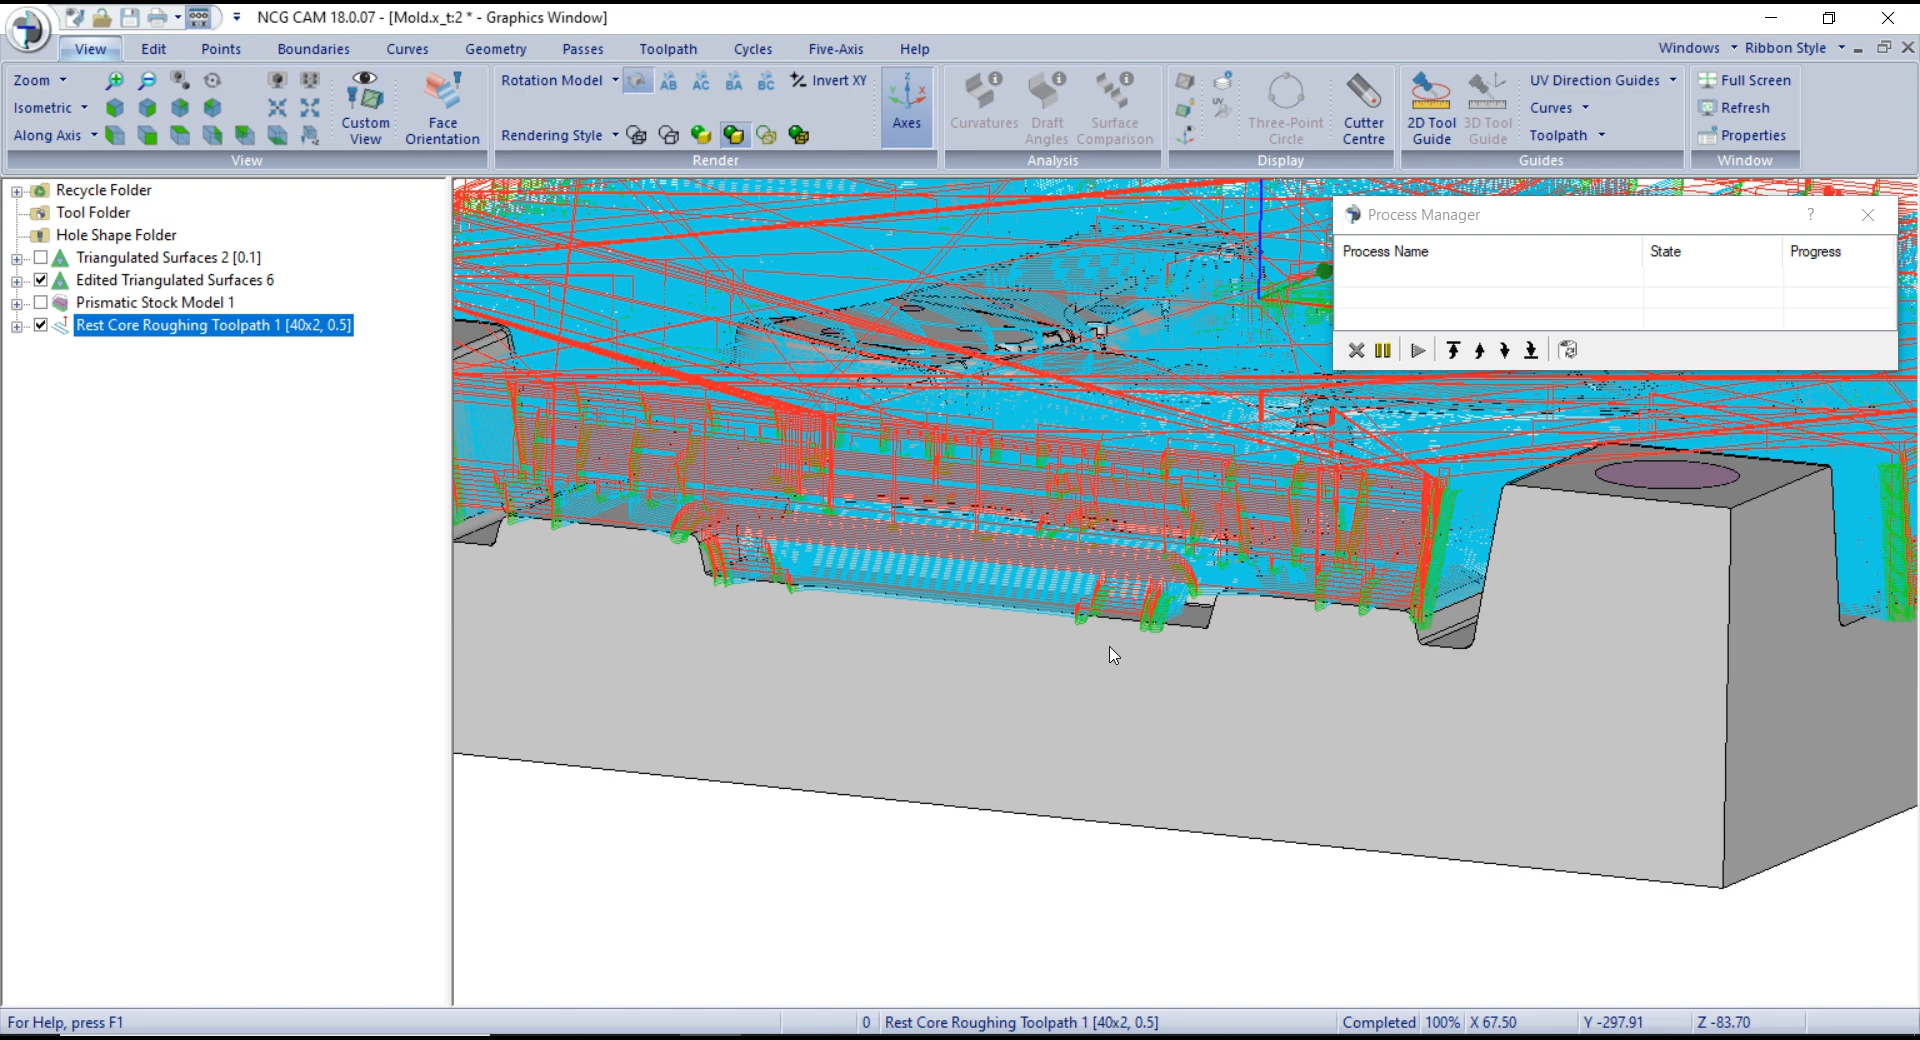 NCG CAM 18.0.07 - [Mold.x_t:2 * - Graphics Window]
View Edit Points Boundaries Curves Geometry Passes Toolpath Cycles Five-Axis Help Windows Ribbon Style
Zoom
Isometric
Along Axis
Custom View
Face Orientation
View
Rotation Model AB AC BA BC Invert XY
Rendering Style
Axes
Render
Curvatures
Draft Angles
Surface Comparison
Analysis
UV
Three-Point Circle
Cutter Centre
Display
2D Tool Guide
3D Tool Guide
UV Direction Guides
Curves
Toolpath
Guides
Full Screen
Refresh
Properties
Window
Recycle Folder
Tool Folder
Hole Shape Folder
Triangulated Surfaces 2 [0.1]
Edited Triangulated Surfaces 6
Prismatic Stock Model 1
Rest Core Roughing Toolpath 1 [40x2, 0.5]
Process Manager ?
Process Name State Progress
For Help, press F1 0 Rest Core Roughing Toolpath 1 [40x2, 0.5] Completed 100% X 67.50 Y -297.91 Z -83.70